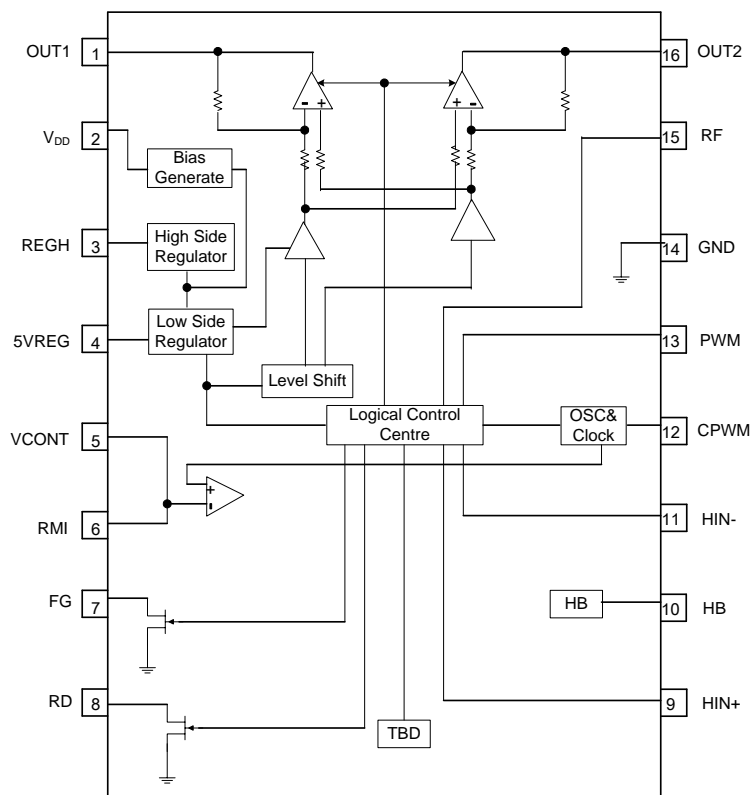 OUT1
1
16
OUT2
V_DD
2
15
RF
Bias
Generate
REGH
3
High Side
Regulator
14
GND
5VREG
4
Low Side
Regulator
13
PWM
Level Shift
VCONT
5
Logical Control
Centre
OSC&
Clock
12
CPWM
RMI
6
11
HIN-
FG
7
HB
10
HB
RD
8
TBD
9
HIN+
-
+
+
-
+
-